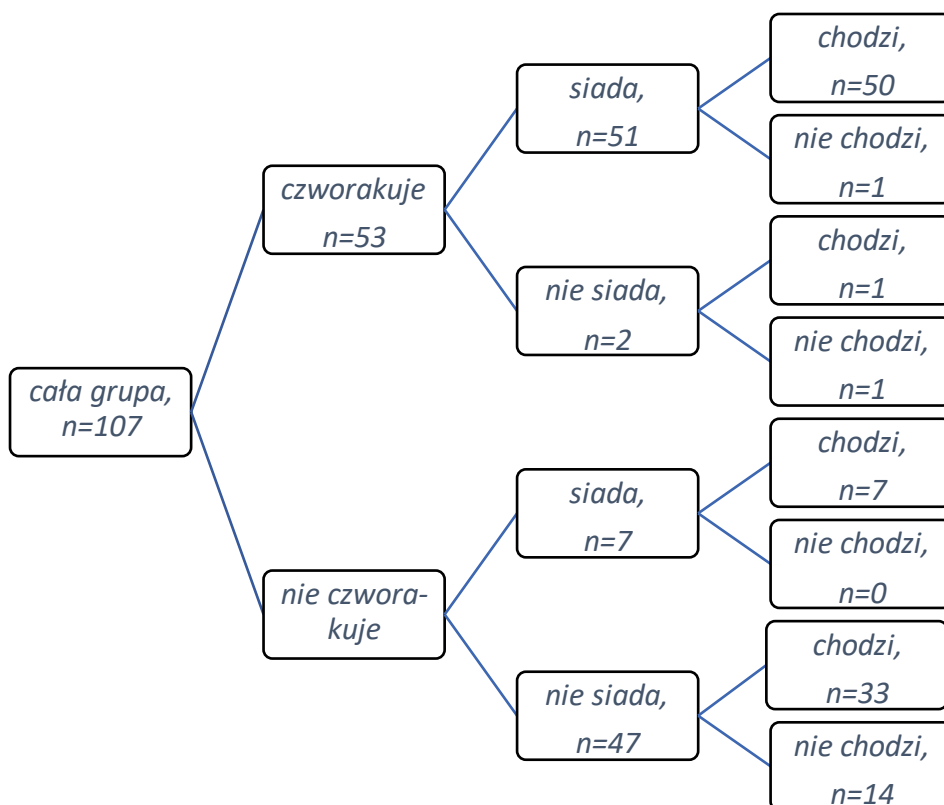 cała grupa,
n=107
czworakuje
n=53
nie czwora-
kuje
siada,
n=51
nie siada,
n=2
siada,
n=7
nie siada,
n=47
chodzi,
n=50
nie chodzi,
n=1
chodzi,
n=1
nie chodzi,
n=1
chodzi,
n=7
nie chodzi,
n=0
chodzi,
n=33
nie chodzi,
n=14